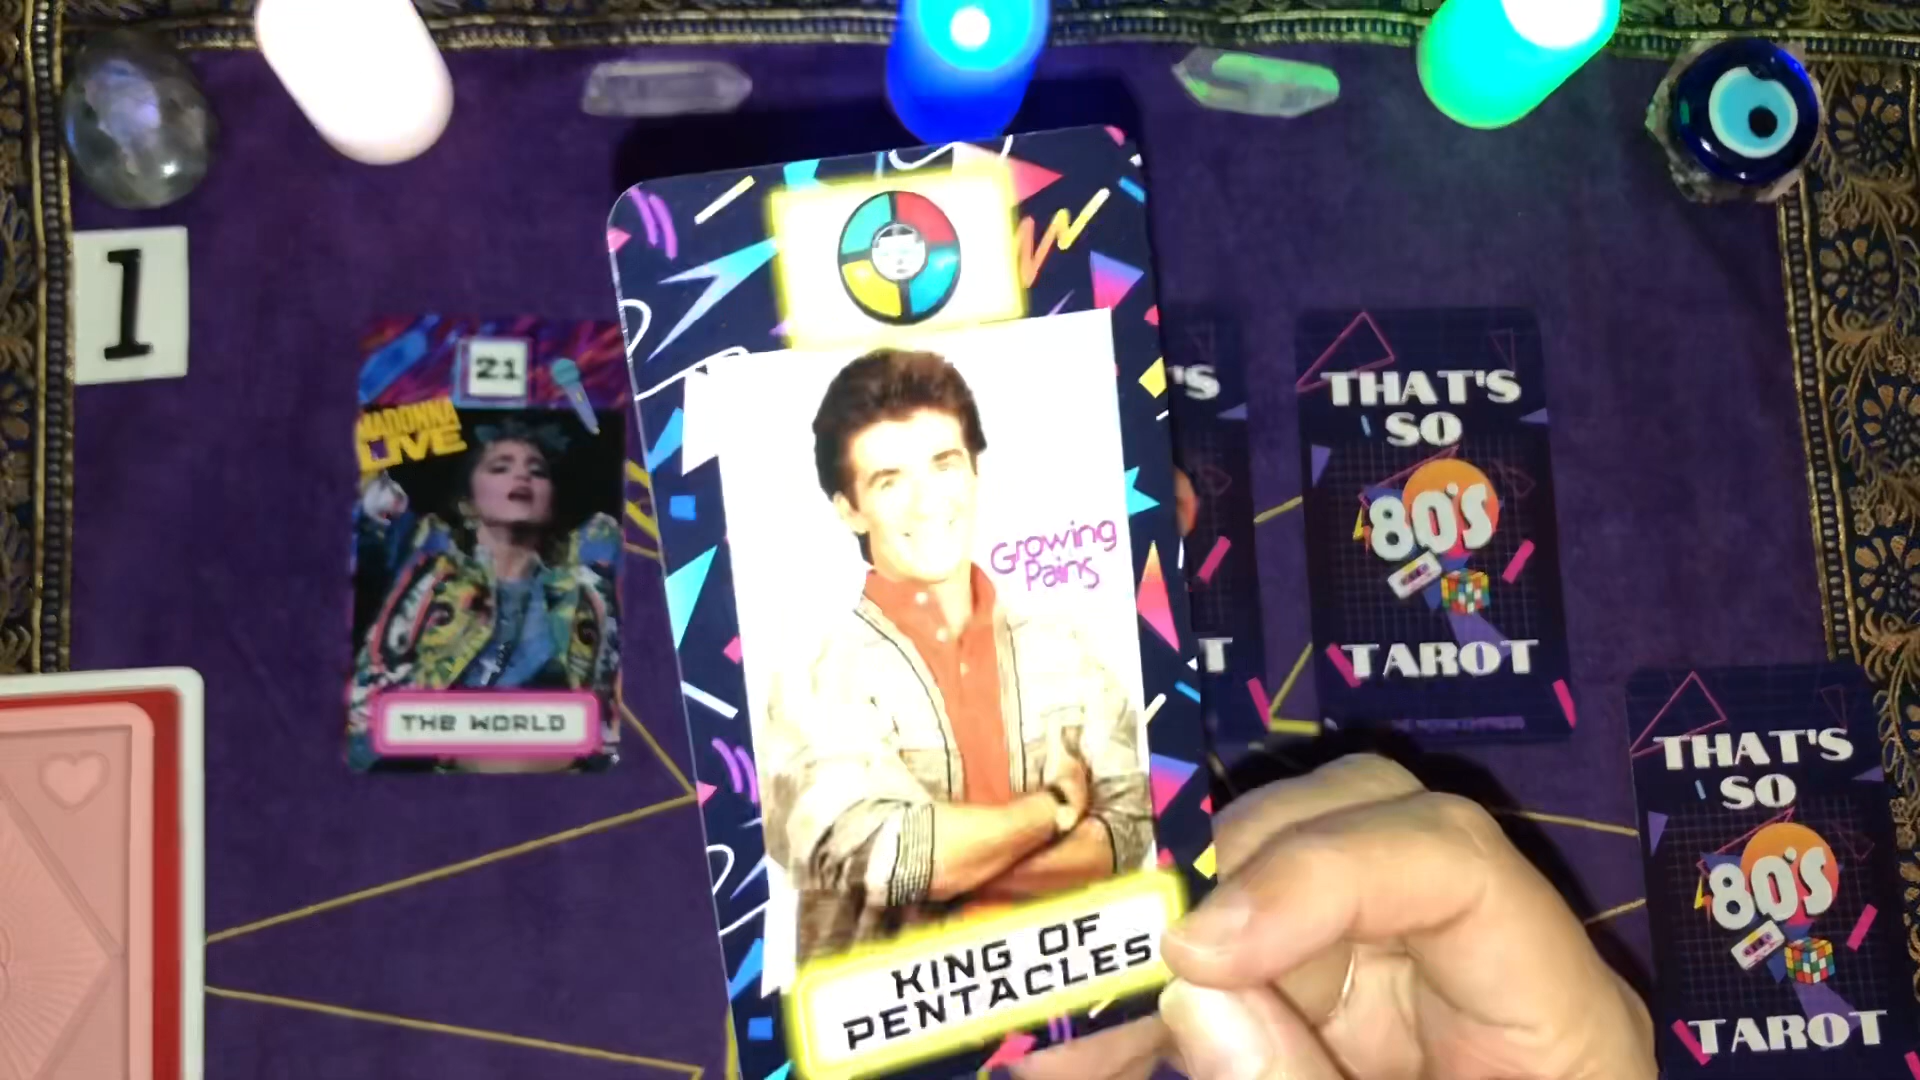 1
21
MADONNA
LIVE
THE WORLD
Growing
Pains
KING OF
PENTACLES
'S
T
THAT'S
SO
80'S
TAROT
THAT'S
SO
80'S
TAROT